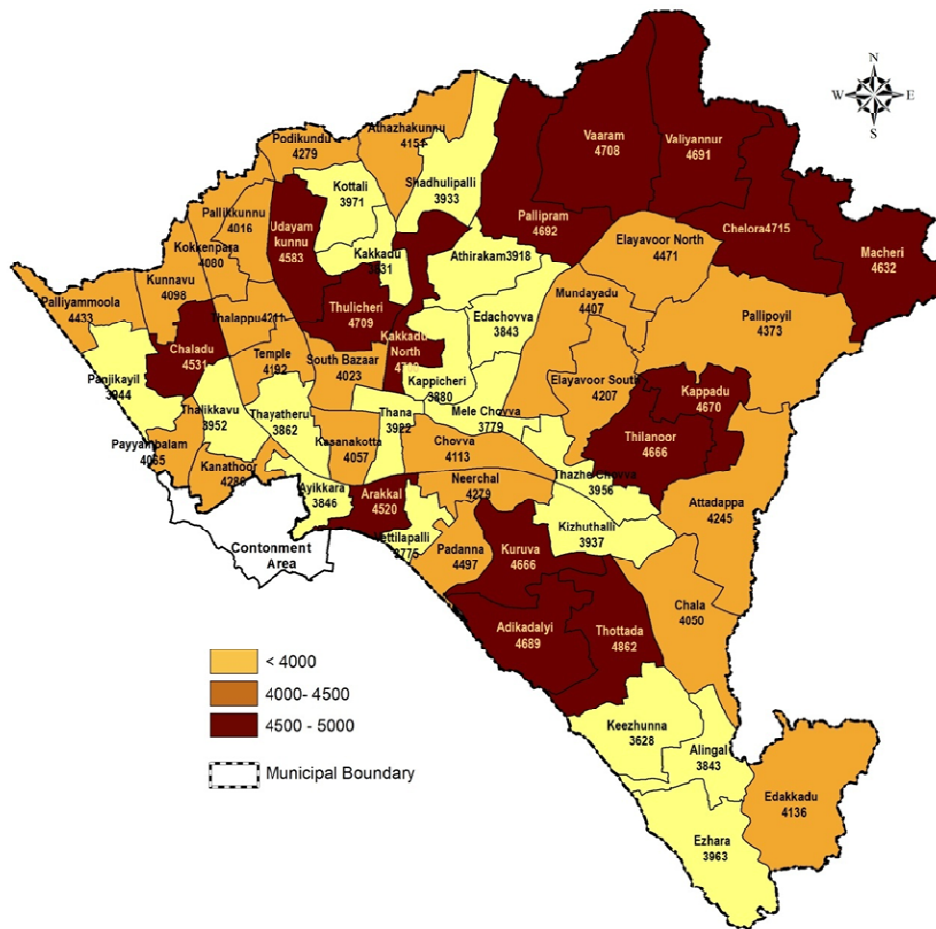 N
W
E
S
Podikundu
4279
Athazhakunnu
Vaaram
4708
Valiyannur
4691
Kottali
3971
Shadhulipalli
3933
Pallikkunnu
4016
Udayam
kunnu
4583
Pallipram
4692
Chelora4715
Macheri
4632
Kokkenpara
4080
Kakkadu
Athirakam3918
Elayavoor North
4471
Kunnavu
4098
Palliyammoola
4433
Thulicheri
4709
Mundayadu
4407
Pallipoyil
4373
Thalappu4211
Edachovva
3843
Chaladu
4531
Kakkadu
North
Temple
4192
South Bazaar
4023
Panjikayil
3944
Kappicheri
3880
Elayavoor South
4207
Kappadu
4670
Thalikkavu
3952
Thayatheru
3862
Thana
3922
Mele Chovva
3779
Thilanoor
4666
Payyambalam
4065
Kasanakotta
4057
Chovva
4113
Kanathoor
Thazhe Chovva
3956
Ayikkara
3846
Arakkal
4520
Neerchal
4279
Attadappa
4245
Kizhuthalli
3937
Padanna
4497
Kuruva
4666
Contonment
Area
Chala
4050
Adikadalyi
4689
Thottada
4862
< 4000
4000- 4500
4500 - 5000
Municipal Boundary
Keezhunna
3628
Alingal
3843
Edakkadu
4136
Ezhara
3963